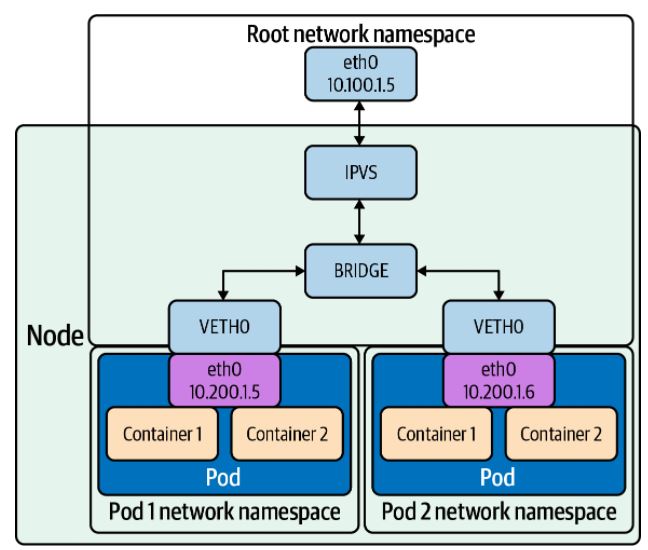 Root network namespace
eth0
10.100.1.5
IPVS
BRIDGE
Node
VETH0
VETH0
eth0
10.200.1.5
eth0
10.200.1.6
Container 1
Container 2
Container 1
Container 2
Pod
Pod
Pod 1 network namespace
Pod 2 network namespace